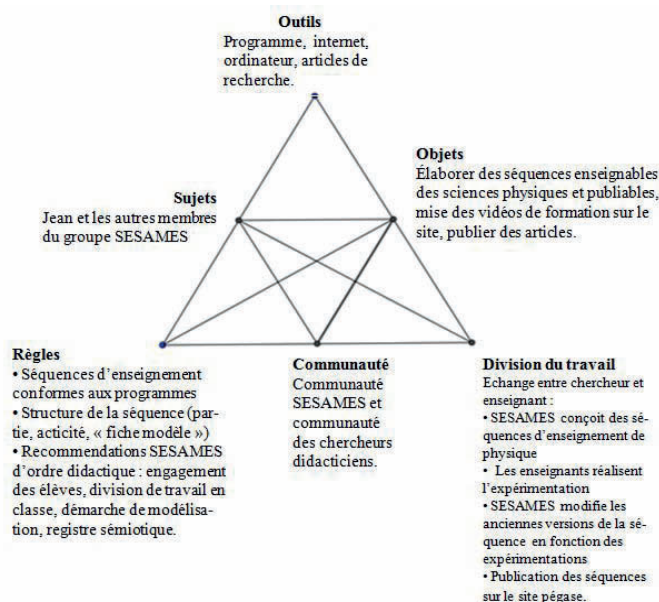 Outils
Programme, internet,
ordinateur, articles de
recherche.
Objets
Élaborer des séquences enseignables
des sciences physiques et publiables,
mise des vidéos de formation sur le
site, publier des articles.
Sujets
Jean et les autres membres
du groupe SESAMES
Règles
• Séquences d’enseignement
conformes aux programmes
• Structure de la séquence (par-
tie, acticité, « fiche modèle »)
• Recommendations SESAMES
d’ordre didactique : engagement
des élèves, division de travail en
classe, démarche de modélisa-
tion, registre sémiotique.
Communauté
Communauté
SESAMES et
communauté
des chercheurs
didacticiens.
Division du travail
Echange entre chercheur et
enseignant :
• SESAMES conçoit des sé-
quences d’enseignement de
physique
• Les enseignants réalisent
l’expérimentation
• SESAMES modifie les
anciennes versions de la sé-
quence en fonction des
expérimentations
• Publication des séquences
sur le site pégase.